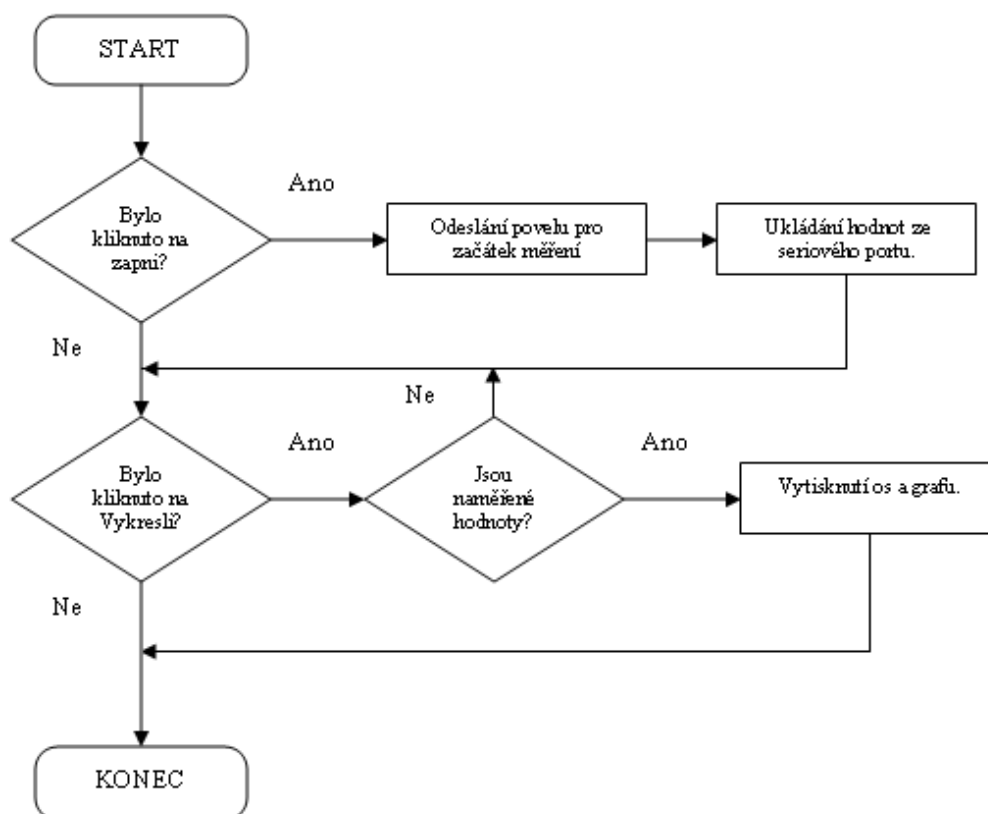 START
Ano
Bylo
kliknuto na
zapni?
Odeslání povelu pro
začátek měření
Ukládání hodnot ze
seriového portu.
Ne
Ne
Ano
Ano
Bylo
kliknuto na
Vykresli?
Jsou
naměřené
hodnoty?
Vytisknutí os a grafu.
Ne
KONEC